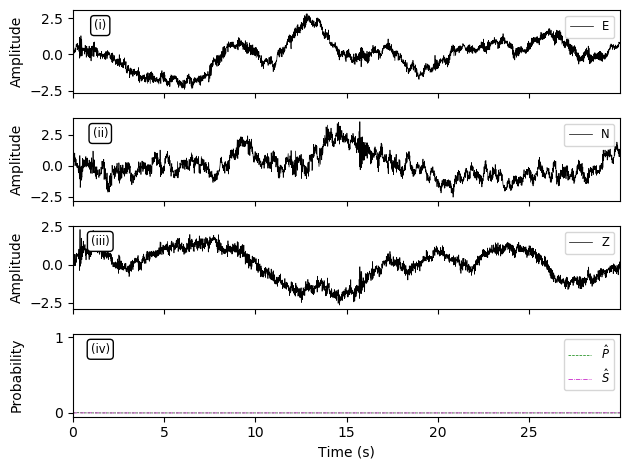 Amplitude
2.5
0.0
−2.5
(i)
E
Amplitude
2.5
0.0
−2.5
(ii)
N
Amplitude
2.5
0.0
−2.5
(iii)
Z
Probability
1
0
(iv)
P̂
Ŝ
0 5 10 15 20 25
Time (s)